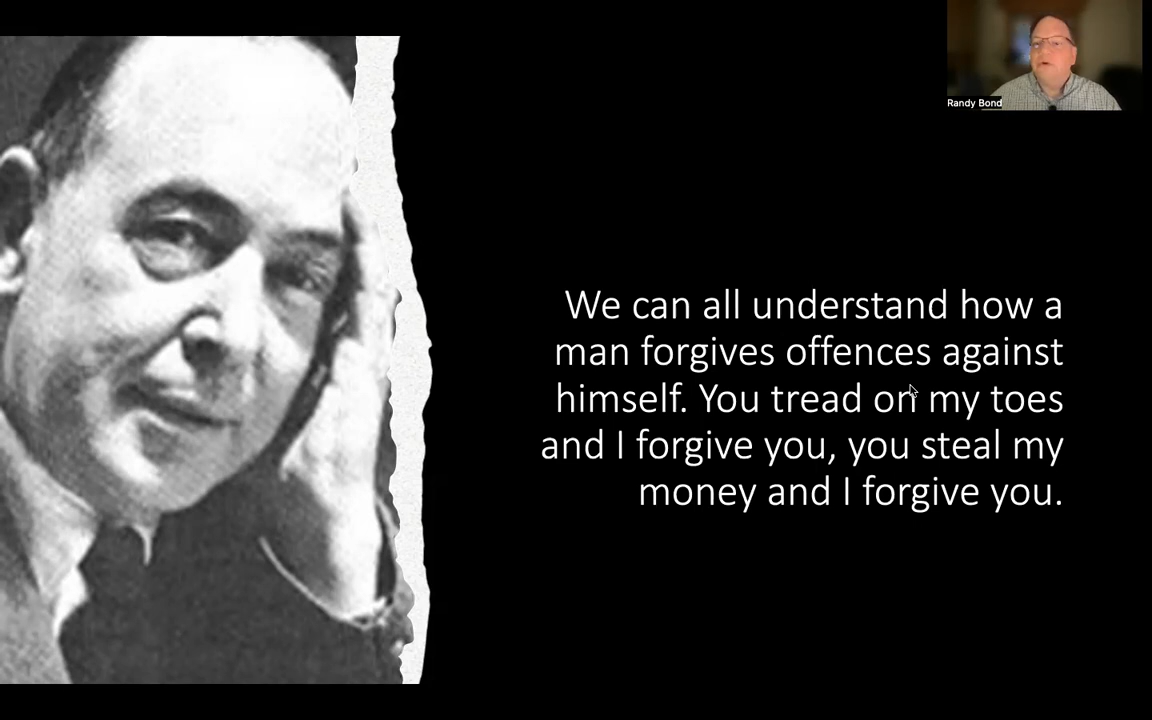 Randy Bond
We can all understand how a
man forgives offences against
himself. You tread on my toes
and I forgive you, you steal my
money and I forgive you.